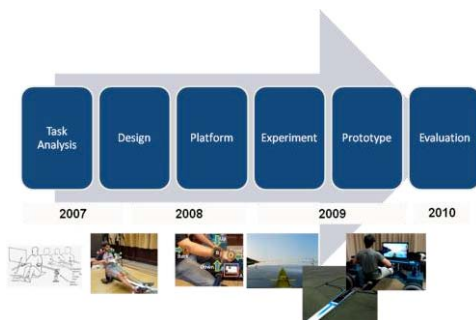 Task
Analysis
Design
Platform
Experiment
Prototype
Evaluation
2007
2008
2009
2010